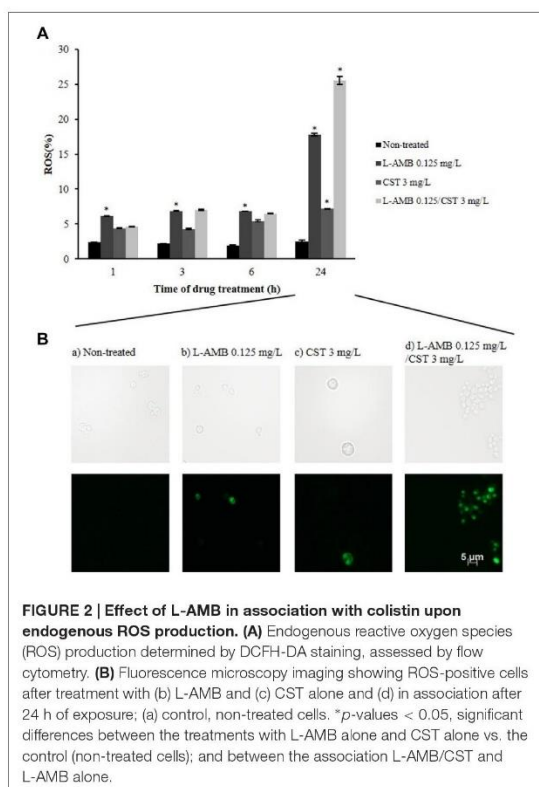 A
30
25
20
15
10
5
0
ROS(%)
*
*
*
*
*
*
Non-treated
L-AMB 0.125 mg/L
CST 3 mg/L
L-AMB 0.125/CST 3 mg/L
1 3 6 24
Time of drug treatment (h)
B
a) Non-treated
b) L-AMB 0.125 mg/L
c) CST 3 mg/L
d) L-AMB 0.125 mg/L
/CST 3 mg/L
5 µm
FIGURE 2 | Effect of L-AMB in association with colistin upon
endogenous ROS production. (A) Endogenous reactive oxygen species
(ROS) production determined by DCFH-DA staining, assessed by flow
cytometry. (B) Fluorescence microscopy imaging showing ROS-positive cells
after treatment with (b) L-AMB and (c) CST alone and (d) in association after
24 h of exposure; (a) control, non-treated cells. *p-values < 0.05, significant
differences between the treatments with L-AMB alone and CST alone vs. the
control (non-treated cells); and between the association L-AMB/CST and
L-AMB alone.